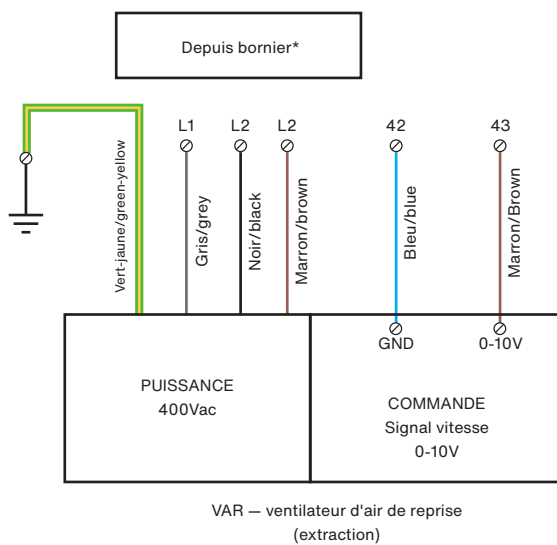 Depuis bornier*
L1 L2 L2 42 43
Vert-jaune/green-yellow
Gris/grey
Noir/black
Marron/brown
Bleu/blue
Marron/Brown
GND 0-10V
PUISSANCE
400Vac
COMMANDE
Signal vitesse
0-10V
VAR — ventilateur d'air de reprise
(extraction)